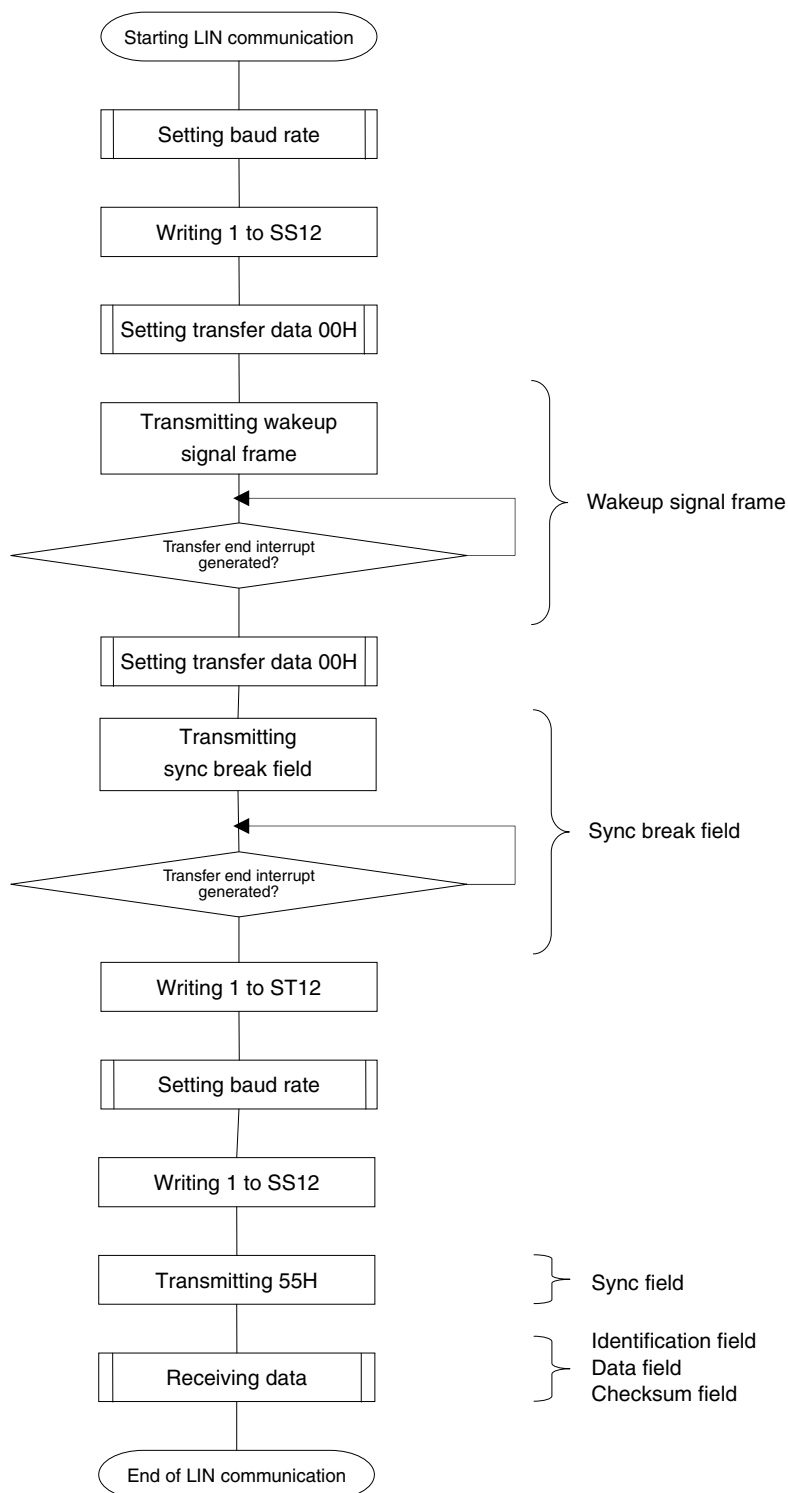 Starting LIN communication
Setting baud rate
Writing 1 to SS12
Setting transfer data 00H
Transmitting wakeup
signal frame
Wakeup signal frame
Transfer end interrupt
generated?
Setting transfer data 00H
Transmitting
sync break field
Sync break field
Transfer end interrupt
generated?
Writing 1 to ST12
Setting baud rate
Writing 1 to SS12
Transmitting 55H
Sync field
Receiving data
Identification field
Data field
Checksum field
End of LIN communication